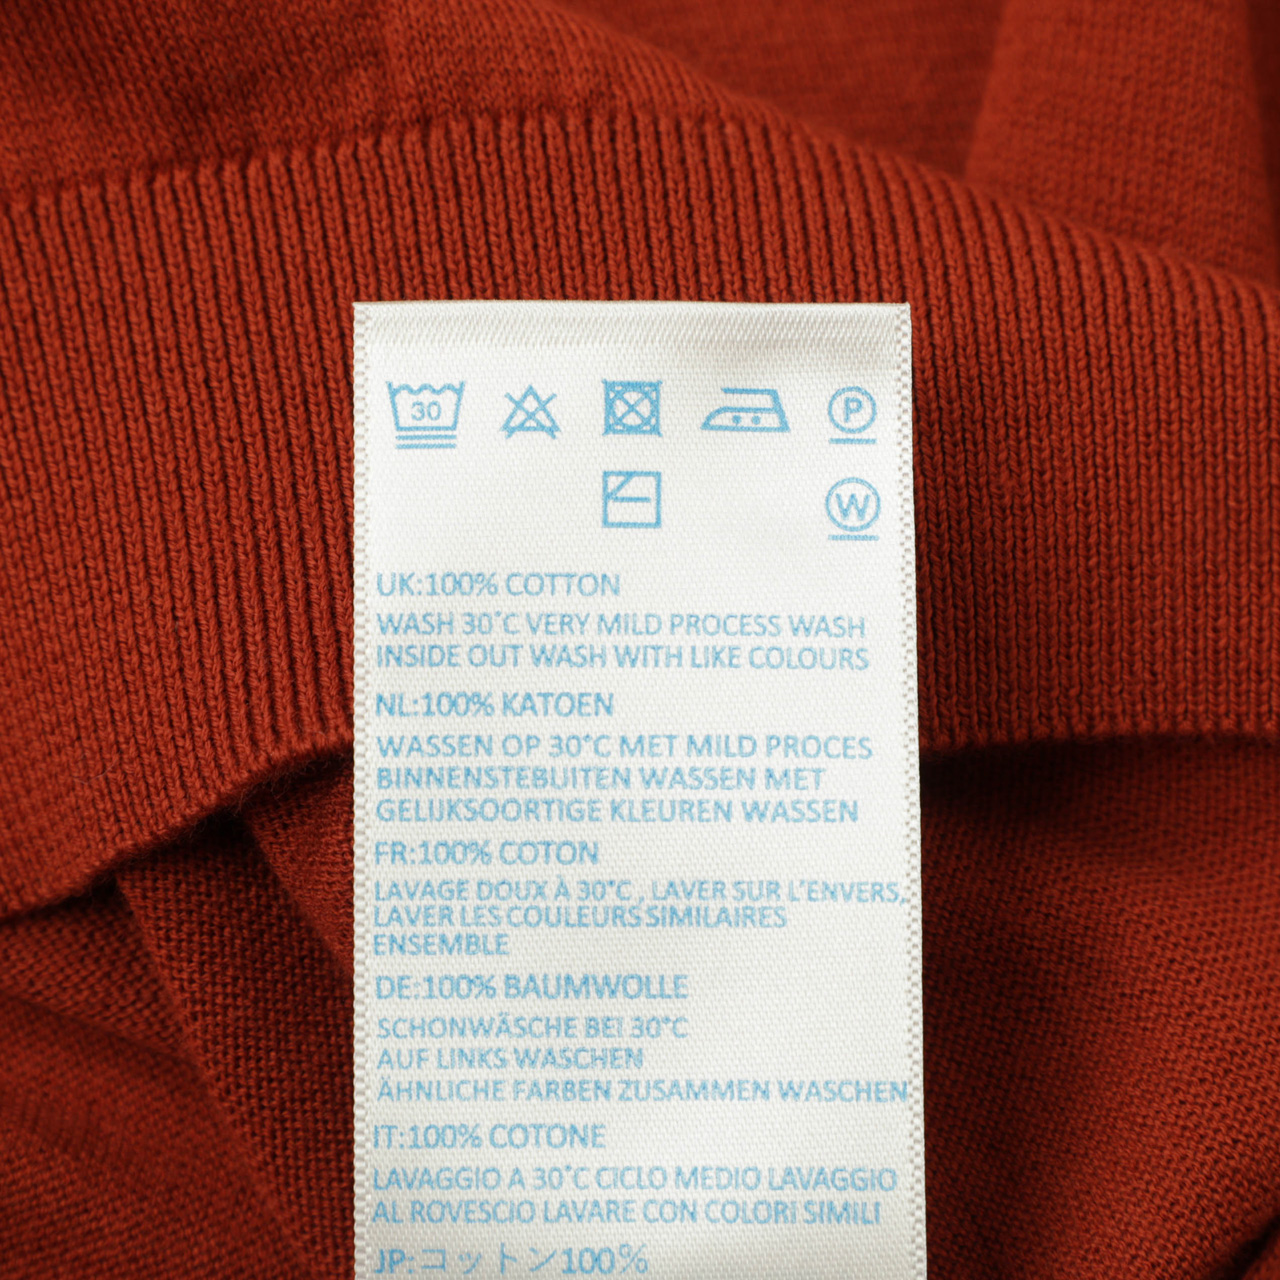 30
P
W
UK:100% COTTON
WASH 30°C VERY MILD PROCESS WASH
INSIDE OUT WASH WITH LIKE COLOURS
NL:100% KATOEN
WASSEN OP 30°C MET MILD PROCES
BINNENSTEBUITEN WASSEN MET
GELIJKSOORTIGE KLEUREN WASSEN
FR:100% COTON
LAVAGE DOUX À 30°C, LAVER SUR L'ENVERS,
LAVER LES COULEURS SIMILAIRES
ENSEMBLE
DE:100% BAUMWOLLE
SCHONWÄSCHE BEI 30°C
AUF LINKS WASCHEN
ÄHNLICHE FARBEN ZUSAMMEN WASCHEN
IT:100% COTONE
LAVAGGIO A 30°C CICLO MEDIO LAVAGGIO
AL ROVESCIO LAVARE CON COLORI SIMILI
JP:コットン100%